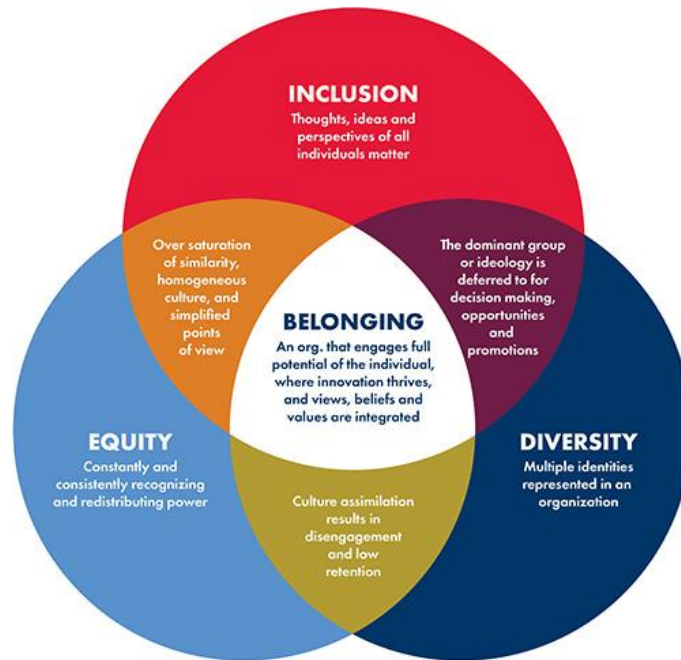 INCLUSION
Thoughts, ideas and
perspectives of all
individuals matter
Over saturation
of similarity,
homogeneous
culture, and
simplified
points
of view
The dominant group
or ideology is
deferred to for
decision making,
opportunities
and
promotions
BELONGING
An org. that engages full
potential of the individual,
where innovation thrives,
and views, beliefs and
values are integrated
EQUITY
Constantly and
consistently recognizing
and redistributing power
DIVERSITY
Multiple identities
represented in an
organization
Culture assimilation
results in
disengagement
and low
retention